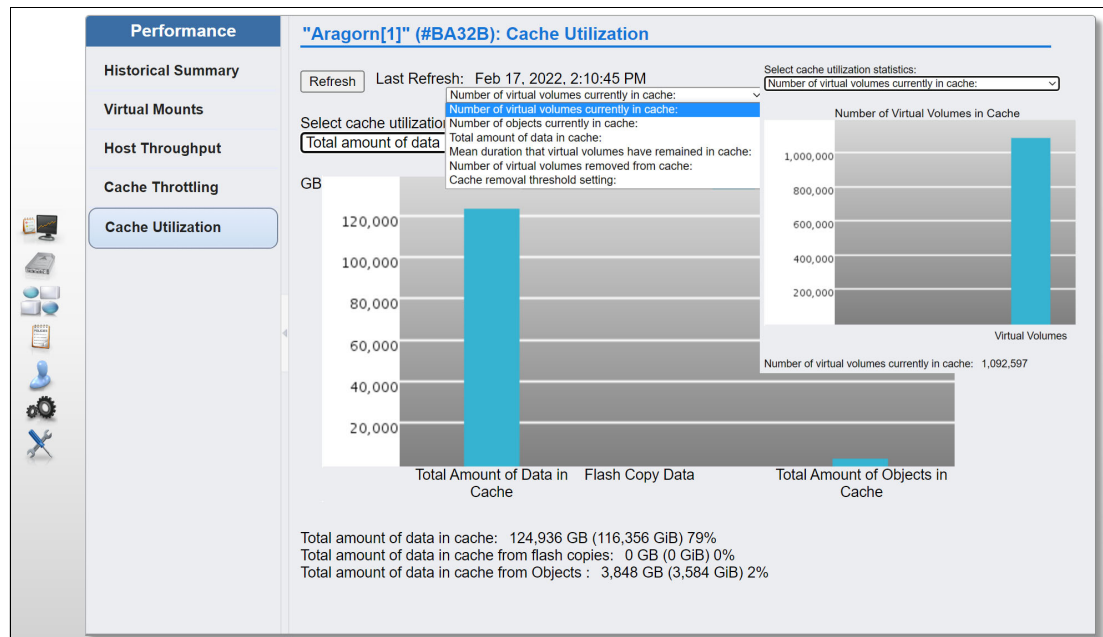 Performance
Historical Summary
Virtual Mounts
Host Throughput
Cache Throttling
Cache Utilization
"Aragorn[1]" (#BA32B): Cache Utilization
Refresh
Last Refresh: Feb 17, 2022, 2:10:45 PM
Number of virtual volumes currently in cache:
Number of virtual volumes currently in cache:
Number of objects currently in cache:
Total amount of data in cache:
Mean duration that virtual volumes have remained in cache:
Number of virtual volumes removed from cache:
Cache removal threshold setting:
Select cache utilization
Total amount of data
GB
120,000
100,000
80,000
60,000
40,000
20,000
Total Amount of Data in Cache
Flash Copy Data
Total Amount of Objects in Cache
Select cache utilization statistics:
Number of virtual volumes currently in cache:
Number of Virtual Volumes in Cache
1,000,000
800,000
600,000
400,000
200,000
Virtual Volumes
Number of virtual volumes currently in cache: 1,092,597
Total amount of data in cache: 124,936 GB (116,356 GiB) 79%
Total amount of data in cache from flash copies: 0 GB (0 GiB) 0%
Total amount of data in cache from Objects : 3,848 GB (3,584 GiB) 2%